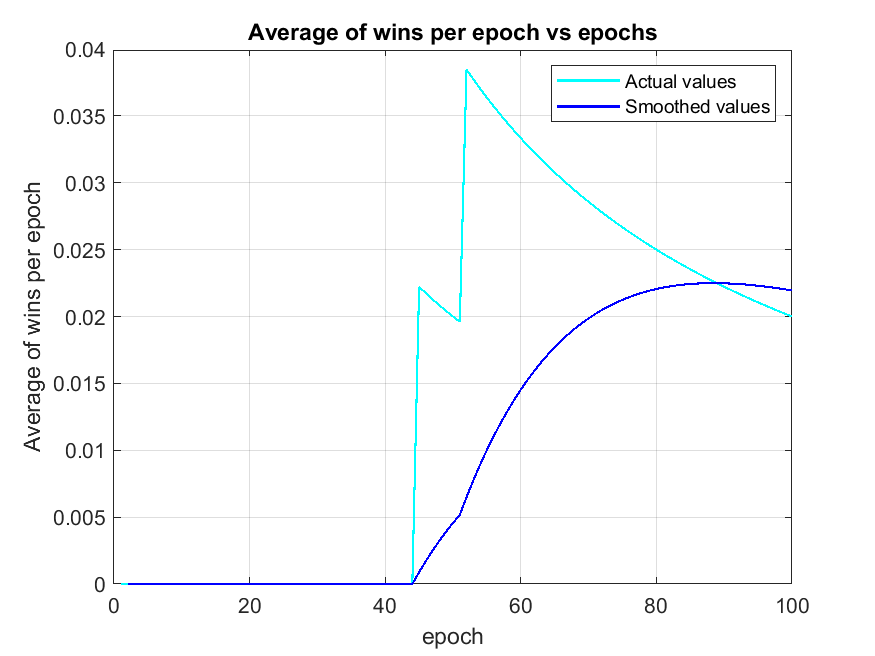 Average of wins per epoch vs epochs
Actual values
Smoothed values
Average of wins per epoch
0.04
0.035
0.03
0.025
0.02
0.015
0.01
0.005
0
0 20 40 60 80 100
epoch